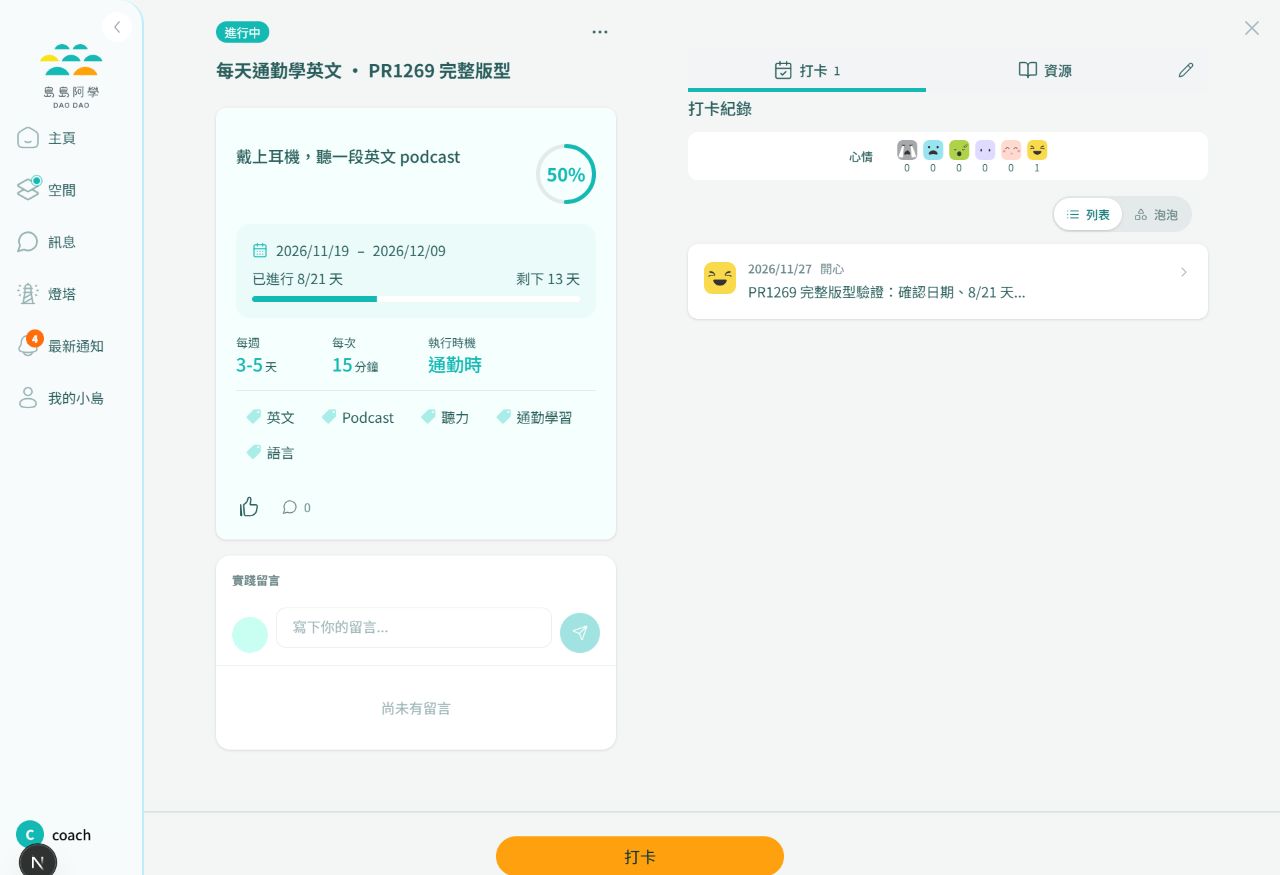 島島阿學
DAO DAO
主頁
空間
訊息
燈塔
4
最新通知
我的小島
C
coach
N
進行中
每天通勤學英文 · PR1269 完整版型
戴上耳機，聽一段英文 podcast
50%
2026/11/19 – 2026/12/09
已進行 8/21 天
剩下 13 天
每週
3-5 天
每次
15 分鐘
執行時機
通勤時
英文
Podcast
聽力
通勤學習
語言
0
實踐留言
寫下你的留言...
尚未有留言
打卡 1
資源
打卡紀錄
心情
0
0
0
0
0
1
列表
泡泡
2026/11/27 開心
PR1269 完整版型驗證：確認日期、8/21 天...
打卡